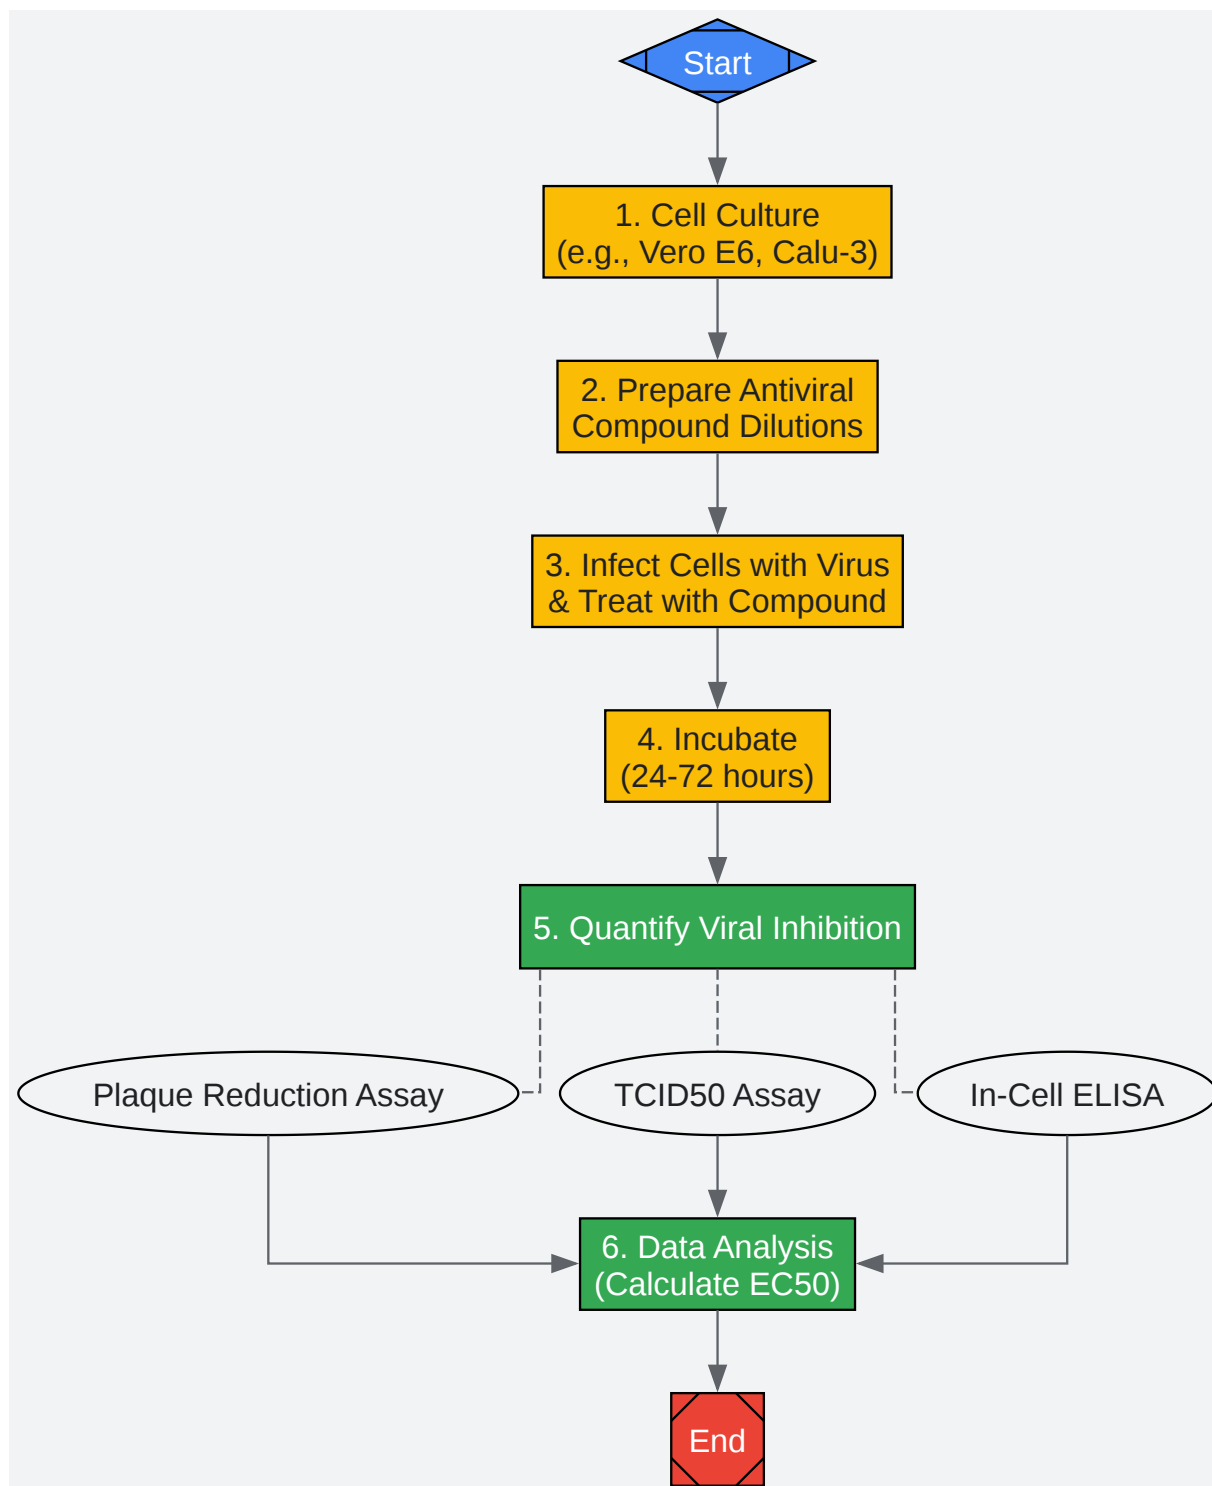 Start
1. Cell Culture
(e.g., Vero E6, Calu-3)
2. Prepare Antiviral
Compound Dilutions
3. Infect Cells with Virus
& Treat with Compound
4. Incubate
(24-72 hours)
5. Quantify Viral Inhibition
Plaque Reduction Assay
TCID50 Assay
In-Cell ELISA
6. Data Analysis
(Calculate EC50)
End